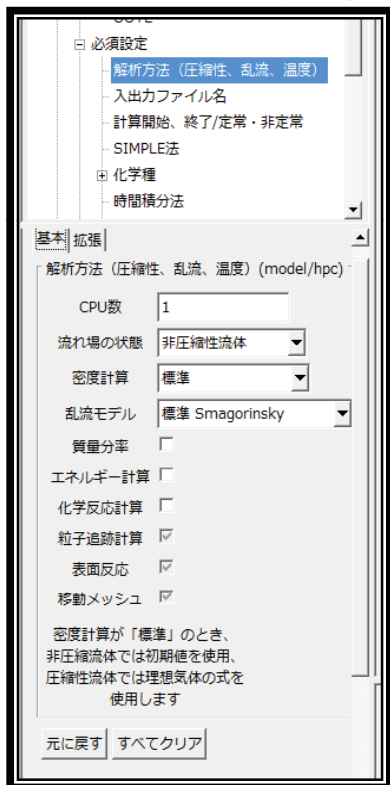 必須設定
解析方法（圧縮性、乱流、温度）
入出力ファイル名
計算開始、終了/定常・非定常
SIMPLE法
化学種
時間積分法
基本 拡張
解析方法（圧縮性、乱流、温度）(model/hpc)
CPU数 1
流れ場の状態 非圧縮性流体
密度計算 標準
乱流モデル 標準 Smagorinsky
質量分率
エネルギー計算
化学反応計算
粒子追跡計算
表面反応
移動メッシュ
密度計算が「標準」のとき、
非圧縮流体では初期値を使用、
圧縮性流体では理想気体の式を
使用します
元に戻す すべてクリア